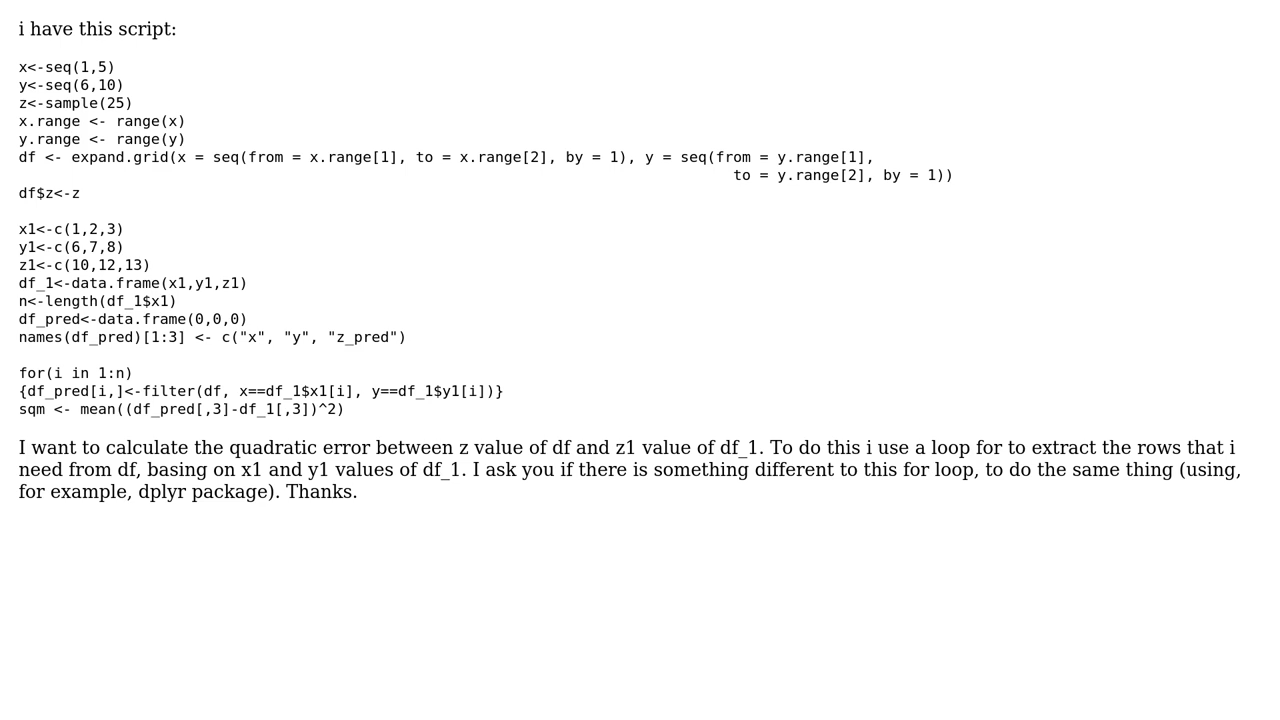 i have this script:
x<-seq(1,5)
y<-seq(6,10)
z<-sample(25)
x.range <- range(x)
y.range <- range(y)
df <- expand.grid(x = seq(from = x.range[1], to = x.range[2], by = 1), y = seq(from = y.range[1],
to = y.range[2], by = 1))
df$z<-z
x1<-c(1,2,3)
y1<-c(6,7,8)
z1<-c(10,12,13)
df_1<-data.frame(x1,y1,z1)
n<-length(df_1$x1)
df_pred<-data.frame(0,0,0)
names(df_pred)[1:3] <- c("x", "y", "z_pred")
for(i in 1:n)
{df_pred[i,]<-filter(df, x==df_1$x1[i], y==df_1$y1[i])}
sqm <- mean((df_pred[,3]-df_1[,3])^2)
I want to calculate the quadratic error between z value of df and z1 value of df_1. To do this i use a loop for to extract the rows that i
need from df, basing on x1 and y1 values of df_1. I ask you if there is something different to this for loop, to do the same thing (using,
for example, dplyr package). Thanks.